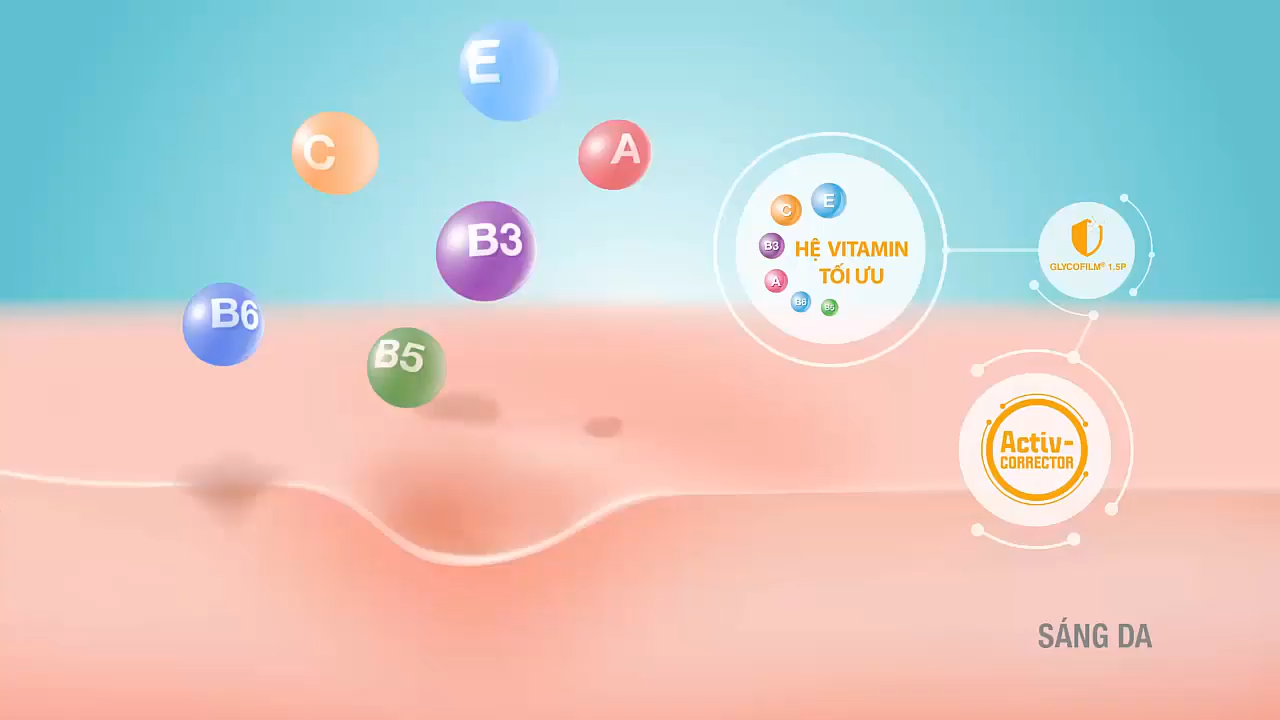 E
C
A
B3
B6
B5
C
E
B3
HỆ VITAMIN
TỐI ƯU
A
B6
B5
GLYCOFILM® 1.5P
Activ-
CORRECTOR
SÁNG DA